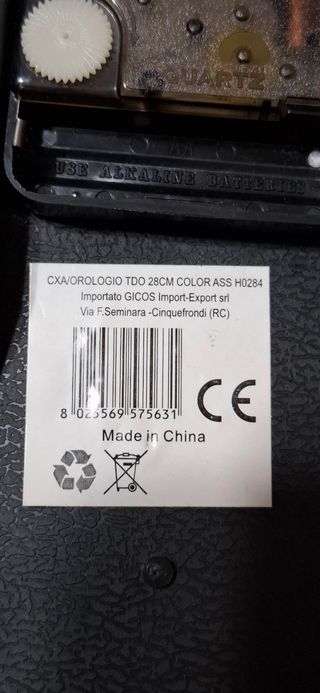 QUARTZ
AA
USE ALKALINE BATTERIES
CXA/OROLOGIO TDO 28CM COLOR ASS H0284
Importato GICOS Import-Export srl
Via F.Seminara -Cinquefrondi (RC)
8 025569 575631
CE
Made in China